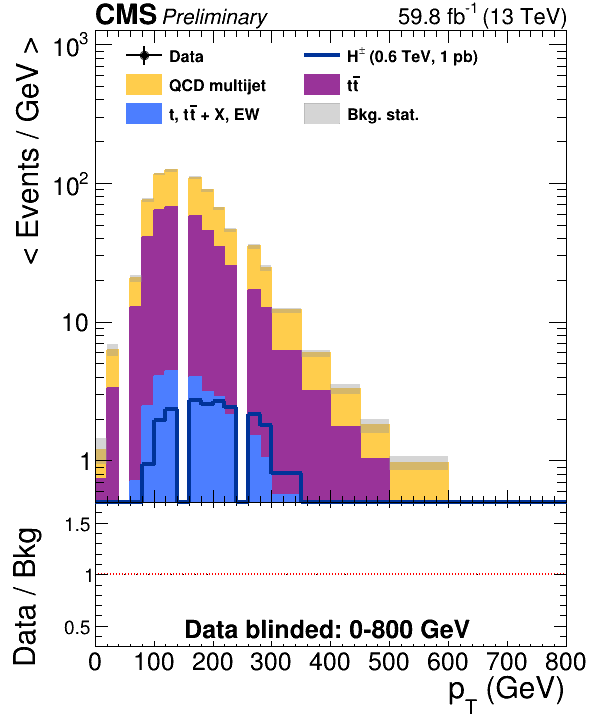 CMS Preliminary 59.8 fb⁻¹ (13 TeV)
< Events / GeV >
10³
10²
10
1
Data
QCD multijet
t, tt̄ + X, EW
H± (0.6 TeV, 1 pb)
tt̄
Bkg. stat.
Data / Bkg
1.5
1
0.5
Data blinded: 0-800 GeV
0 100 200 300 400 500 600 700 800
p_T (GeV)